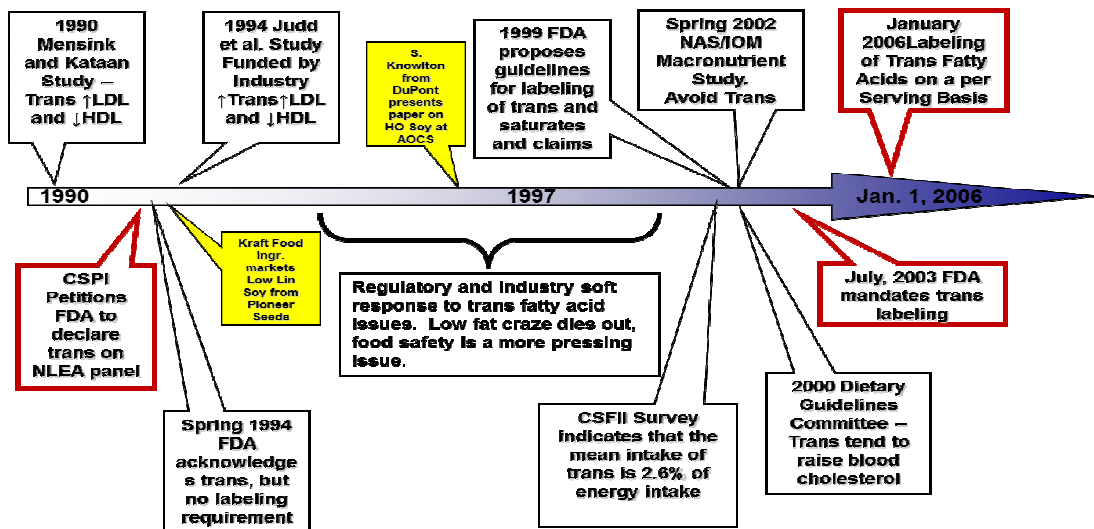 1990
Mensink
and Kataan
Study –
Trans ↑LDL
and ↓HDL
1994 Judd
et al. Study
Funded by
Industry
↑Trans↑LDL
and ↓HDL
S.
Knowlton
from
DuPont
presents
paper on
HO Soy at
AOCS
1999 FDA
proposes
guidelines
for labeling
of trans and
saturates
and claims
Spring 2002
NAS/IOM
Macronutrient
Study.
Avoid Trans
January
2006Labeling
of Trans Fatty
Acids on a per
Serving Basis
1990
1997
Jan. 1, 2006
CSPI
Petitions
FDA to
declare
trans on
NLEA panel
Kraft Food
Ingr.
markets
Low Lin
Soy from
Pioneer
Seeds
Regulatory and industry soft
response to trans fatty acid
issues.  Low fat craze dies out,
food safety is a more pressing
issue.
July, 2003 FDA
mandates trans
labeling
Spring 1994
FDA
acknowledge
s trans, but
no labeling
requirement
CSFII Survey
indicates that the
mean intake of
trans is 2.6% of
energy intake
2000 Dietary
Guidelines
Committee –
Trans tend to
raise blood
cholesterol